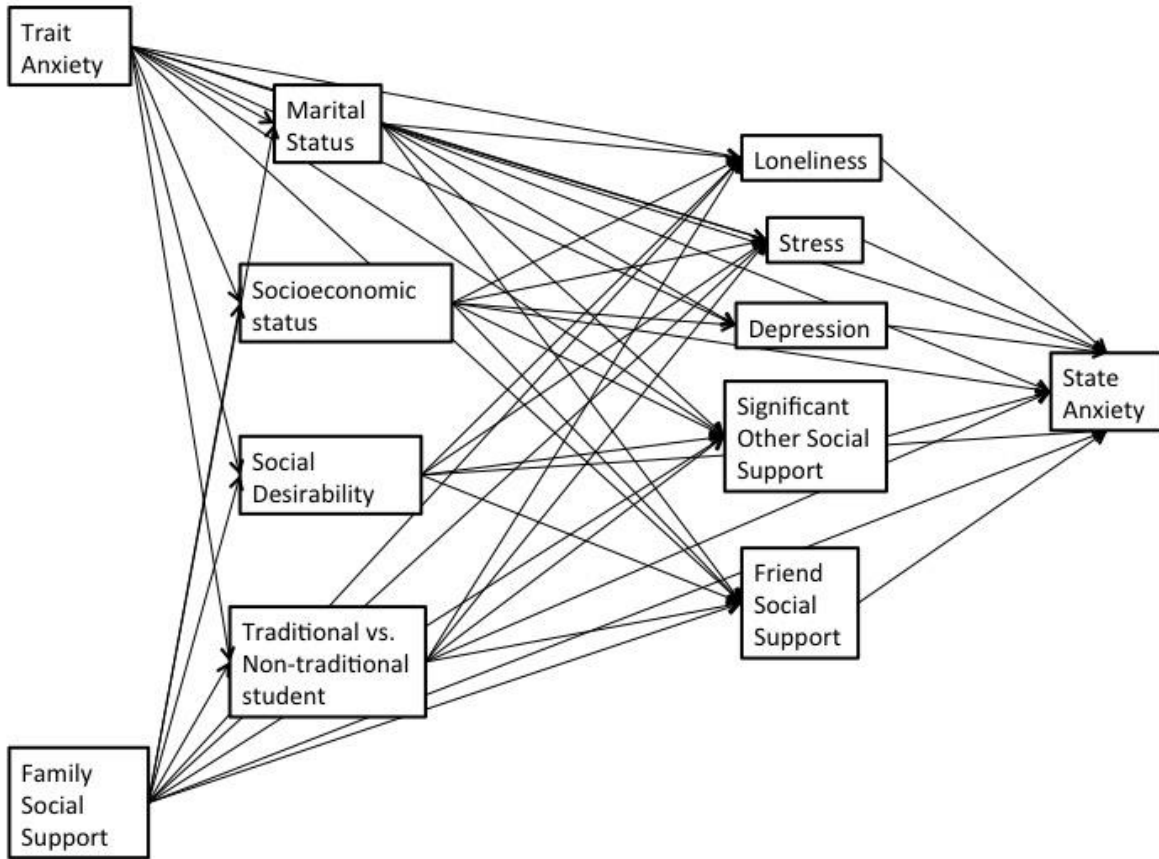 Trait
Anxiety
Marital
Status
Loneliness
Stress
Socioeconomic
status
Depression
State
Anxiety
Significant
Other Social
Support
Social
Desirability
Friend
Social
Support
Traditional vs.
Non-traditional
student
Family
Social
Support